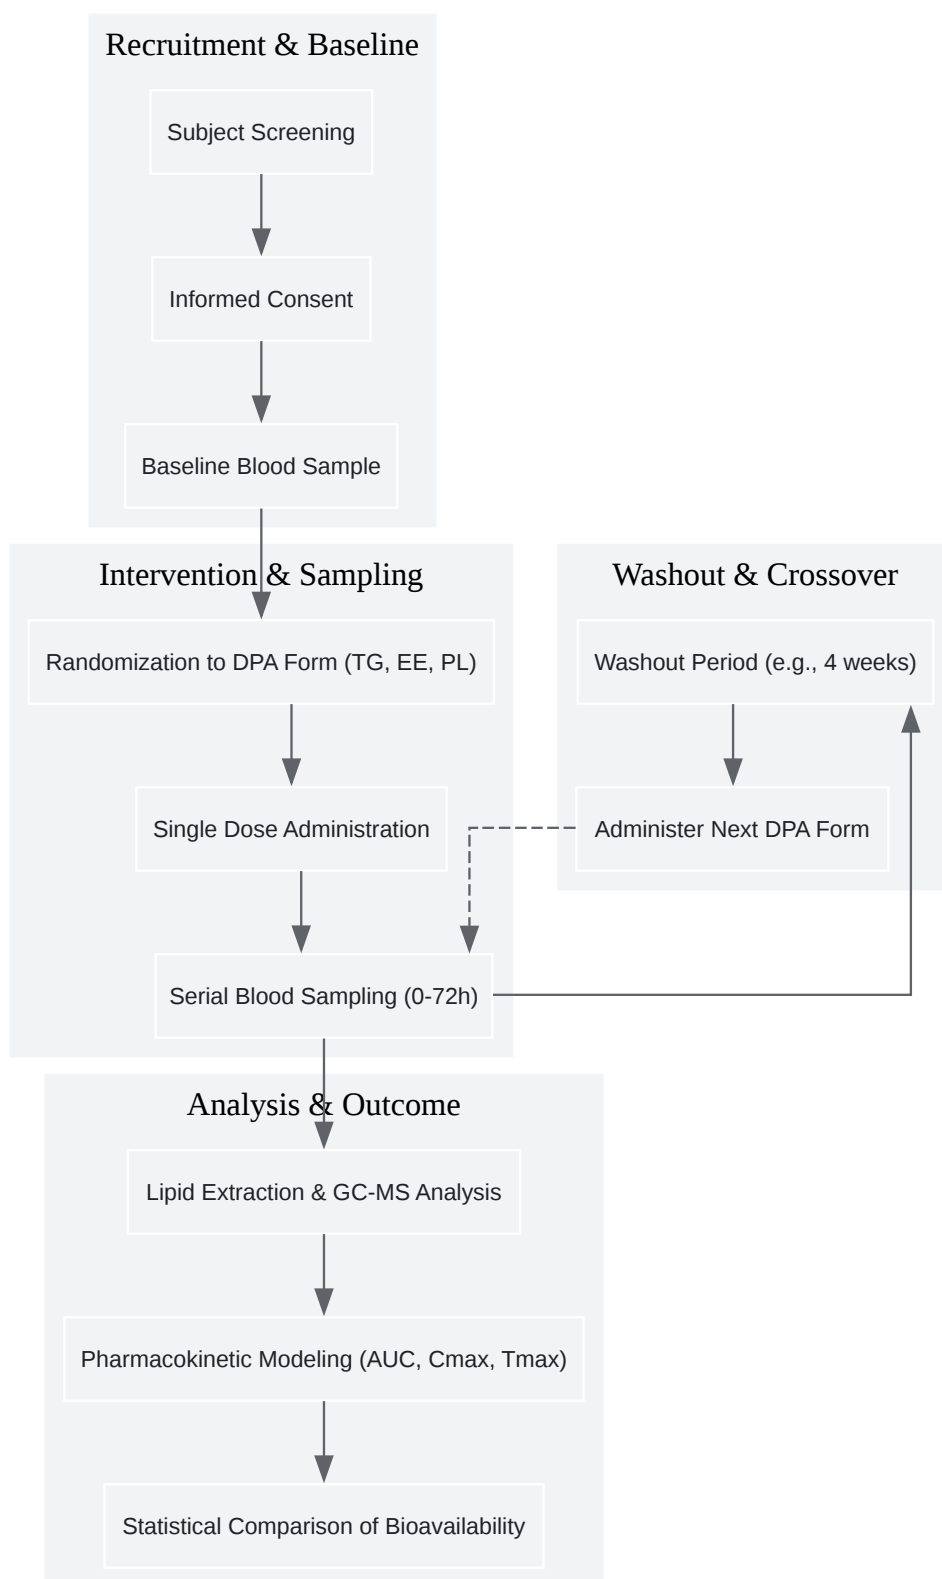 Recruitment & Baseline
Subject Screening
Informed Consent
Baseline Blood Sample
Intervention & Sampling
Randomization to DPA Form (TG, EE, PL)
Single Dose Administration
Serial Blood Sampling (0-72h)
Washout & Crossover
Washout Period (e.g., 4 weeks)
Administer Next DPA Form
Analysis & Outcome
Lipid Extraction & GC-MS Analysis
Pharmacokinetic Modeling (AUC, Cmax, Tmax)
Statistical Comparison of Bioavailability